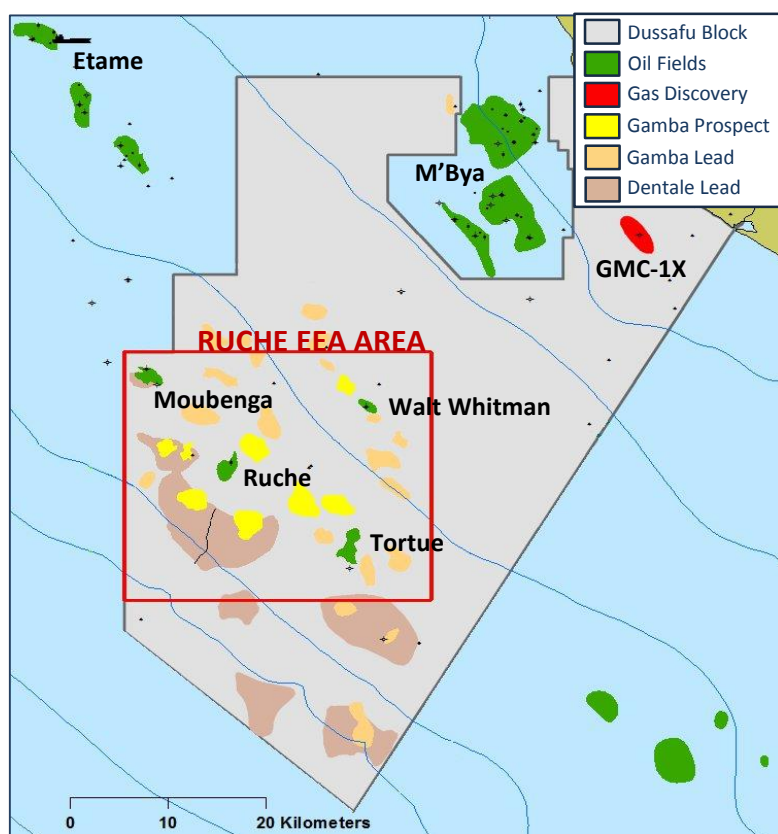 Etame
Dussafu Block
Oil Fields
Gas Discovery
Gamba Prospect
Gamba Lead
Dentale Lead
M'Bya
GMC-1X
RUCHE EEA AREA
Moubenga
Walt Whitman
Ruche
Tortue
0 10 20 Kilometers